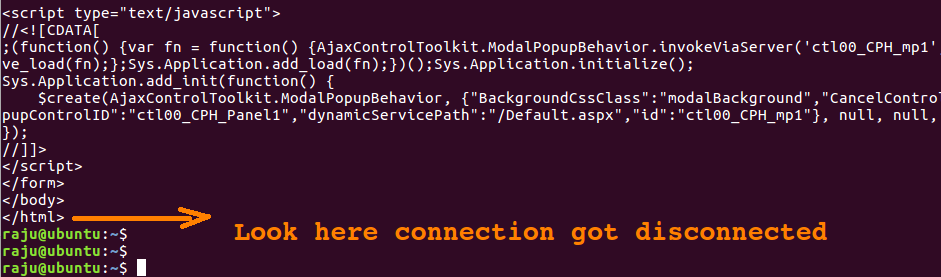 <script type="text/javascript">
//<![CDATA[
;(function() {var fn = function() {AjaxControlToolkit.ModalPopupBehavior.invokeViaServer('ctl00_CPH_mp1'
ve_load(fn);};Sys.Application.add_load(fn);})();Sys.Application.initialize();
Sys.Application.add_init(function() {
    $create(AjaxControlToolkit.ModalPopupBehavior, {"BackgroundCssClass":"modalBackground","CancelContro
pupControlID":"ctl00_CPH_Panel1","dynamicServicePath":"/Default.aspx","id":"ctl00_CPH_mp1"}, null, null,
});
//]]>
</script>
</form>
</body>
</html>
Look here connection got disconnected
raju@ubuntu:~$
raju@ubuntu:~$
raju@ubuntu:~$